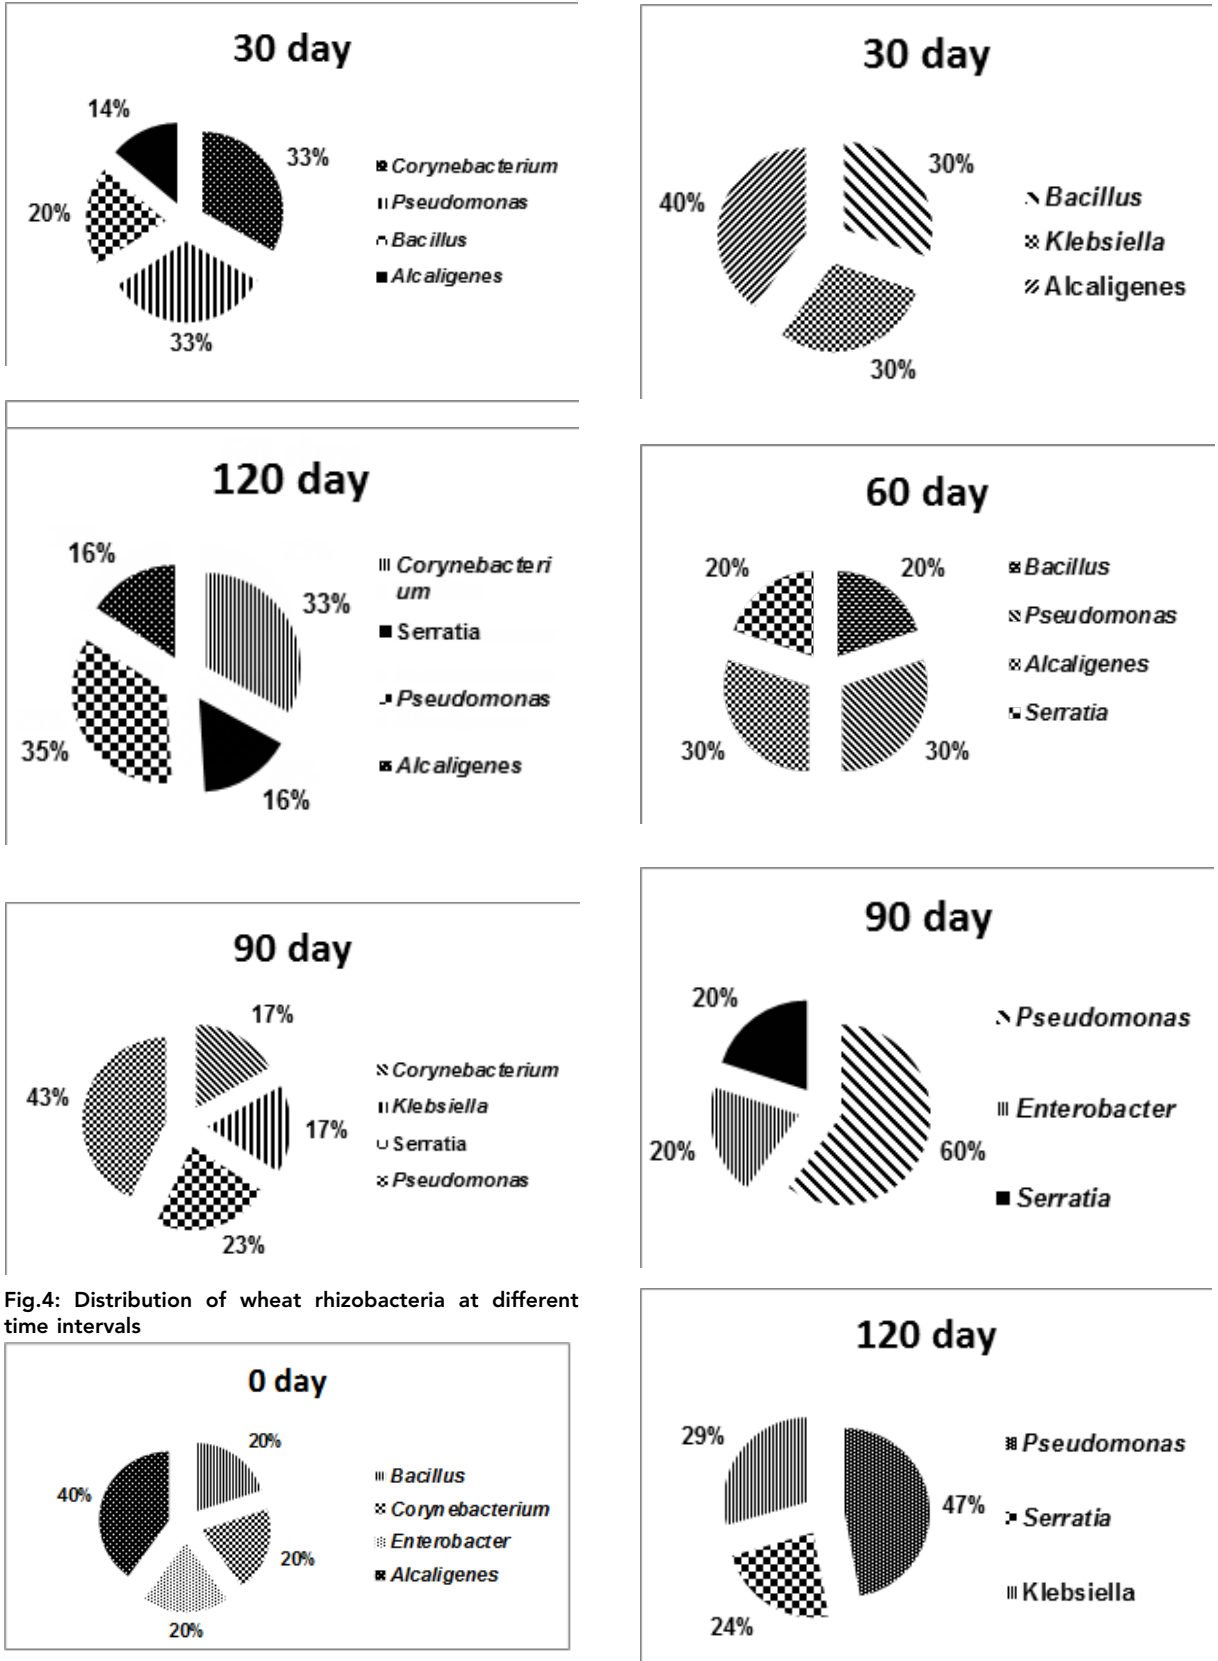 30 day
14%
33%
20%
33%
Corynebacterium
Pseudomonas
Bacillus
Alcaligenes
120 day
16%
33%
35%
16%
Corynebacteri
um
Serratia
Pseudomonas
Alcaligenes
90 day
17%
43%
17%
23%
Corynebacterium
Klebsiella
Serratia
Pseudomonas
Fig.4: Distribution of wheat rhizobacteria at different
time intervals
0 day
20%
40%
20%
20%
Bacillus
Corynebacterium
Enterobacter
Alcaligenes
30 day
30%
40%
30%
Bacillus
Klebsiella
Alcaligenes
60 day
20%
20%
30%
30%
Bacillus
Pseudomonas
Alcaligenes
Serratia
90 day
20%
20%
60%
Pseudomonas
Enterobacter
Serratia
120 day
29%
47%
24%
Pseudomonas
Serratia
Klebsiella